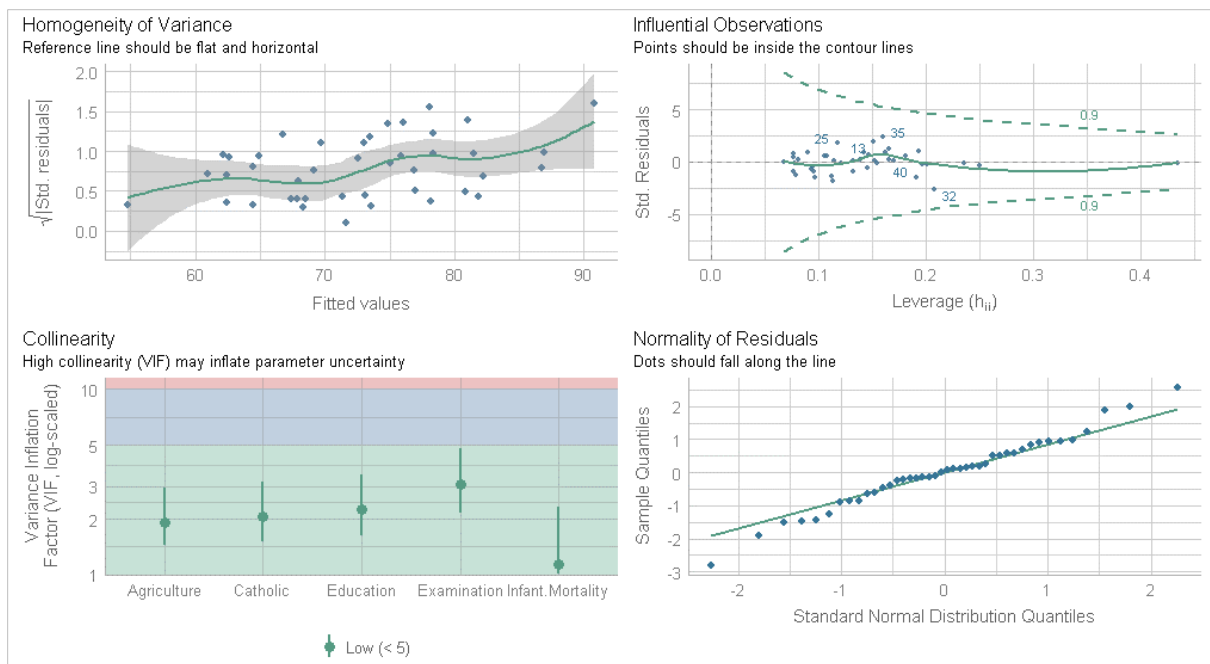 Homogeneity of Variance
Reference line should be flat and horizontal
√|Std. residuals|
2.0
1.5
1.0
0.5
0.0
60
70
80
90
Fitted values
Influential Observations
Points should be inside the contour lines
Std. Residuals
5
0
-5
0.9
35
25
13
40
32
0.9
0.0
0.1
0.2
0.3
0.4
Leverage (hii)
Collinearity
High collinearity (VIF) may inflate parameter uncertainty
Variance Inflation
Factor (VIF, log-scaled)
10
5
3
2
1
Agriculture
Catholic
Education
Examination
Infant.Mortality
Low (< 5)
Normality of Residuals
Dots should fall along the line
Sample Quantiles
2
1
0
-1
-2
-3
-2
-1
0
1
2
Standard Normal Distribution Quantiles